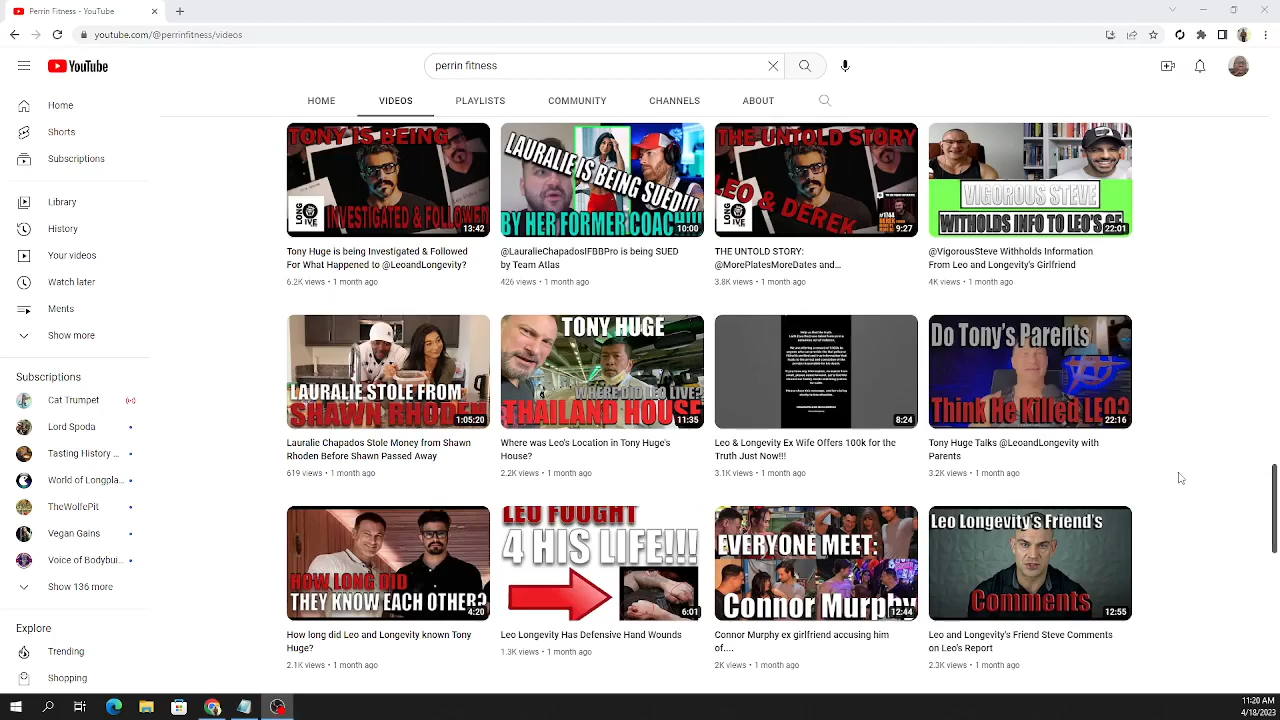 Perrin Fitness - YouTube
youtube.com/@perrinfitness/videos
YouTube
perrin fitness
HOME VIDEOS PLAYLISTS COMMUNITY CHANNELS ABOUT
Home
Shorts
Subscriptions
Library
History
Your videos
Watch later
Ments
Show more
Subscriptions
Cat Trumpet
Lord Spoda
Tasting History ...
World of Longpla...
TheWolfePit
Vegan Gains
Voice of Bodybui...
Show 136 more
Explore
Trending
Shopping
TONY IS BEING
INVESTIGATED & FOLLOWED
LONG
13:42
Tony Huge is being Investigated & Followed
For What Happened to @LeoandLongevity?
6.2K views • 1 month ago
LAURALIE IS BEING SUED!!!
BY HER FORMER COACH!!!!
10:00
@LauralieChapadosIFBBPro is being SUED
by Team Atlas
426 views • 1 month ago
THE UNTOLD STORY
LEO & DEREK
LONG
#1744
DEREK
9:27
THE UNTOLD STORY:
@MorePlatesMoreDates and...
3.8K views • 1 month ago
VIGOROUS STEVE
WITHOLDS INFO TO LEO'S GF
22:01
@VigorousSteve Withholds Information
From Leo and Longevity's Girlfriend
4K views • 1 month ago
LAURALIE STOLE FROM
SHAWN RHODEN
1:05:20
Lauralie Chapados Stole Money from Shawn
Rhoden Before Shawn Passed Away
619 views • 1 month ago
TONY HUGE
WHERE DID LEO LIVE?
THAILAND HOUSE
11:35
Where was Leo's Location in Tony Huge's
House?
2.2K views • 1 month ago
8:24
Leo & Longevity Ex Wife Offers 100k for the
Truth Just Now!!!
3.1K views • 1 month ago
Do Tony's Parents
Think He Killed LEO?
22:16
Tony Huge Talks @LeoandLongevity with
Parents
3.2K views • 1 month ago
HOW LONG DID
THEY KNOW EACH OTHER?
4:20
How long did Leo and Longevity known Tony
Huge?
2.1K views • 1 month ago
LEO FOUGHT
4 HIS LIFE!!!
6:01
Leo Longevity Has Defensive Hand Wounds
1.3K views • 1 month ago
EVERYONE MEET:
Connor Murphy
12:44
Connor Murphy ex girlfriend accusing him
of....
2K views • 1 month ago
Leo Longevity's Friend's
Comments
12:55
Leo and Longevity's Friend Steve Comments
on Leo's Report
2.3K views • 1 month ago
11:20 AM
4/18/2023